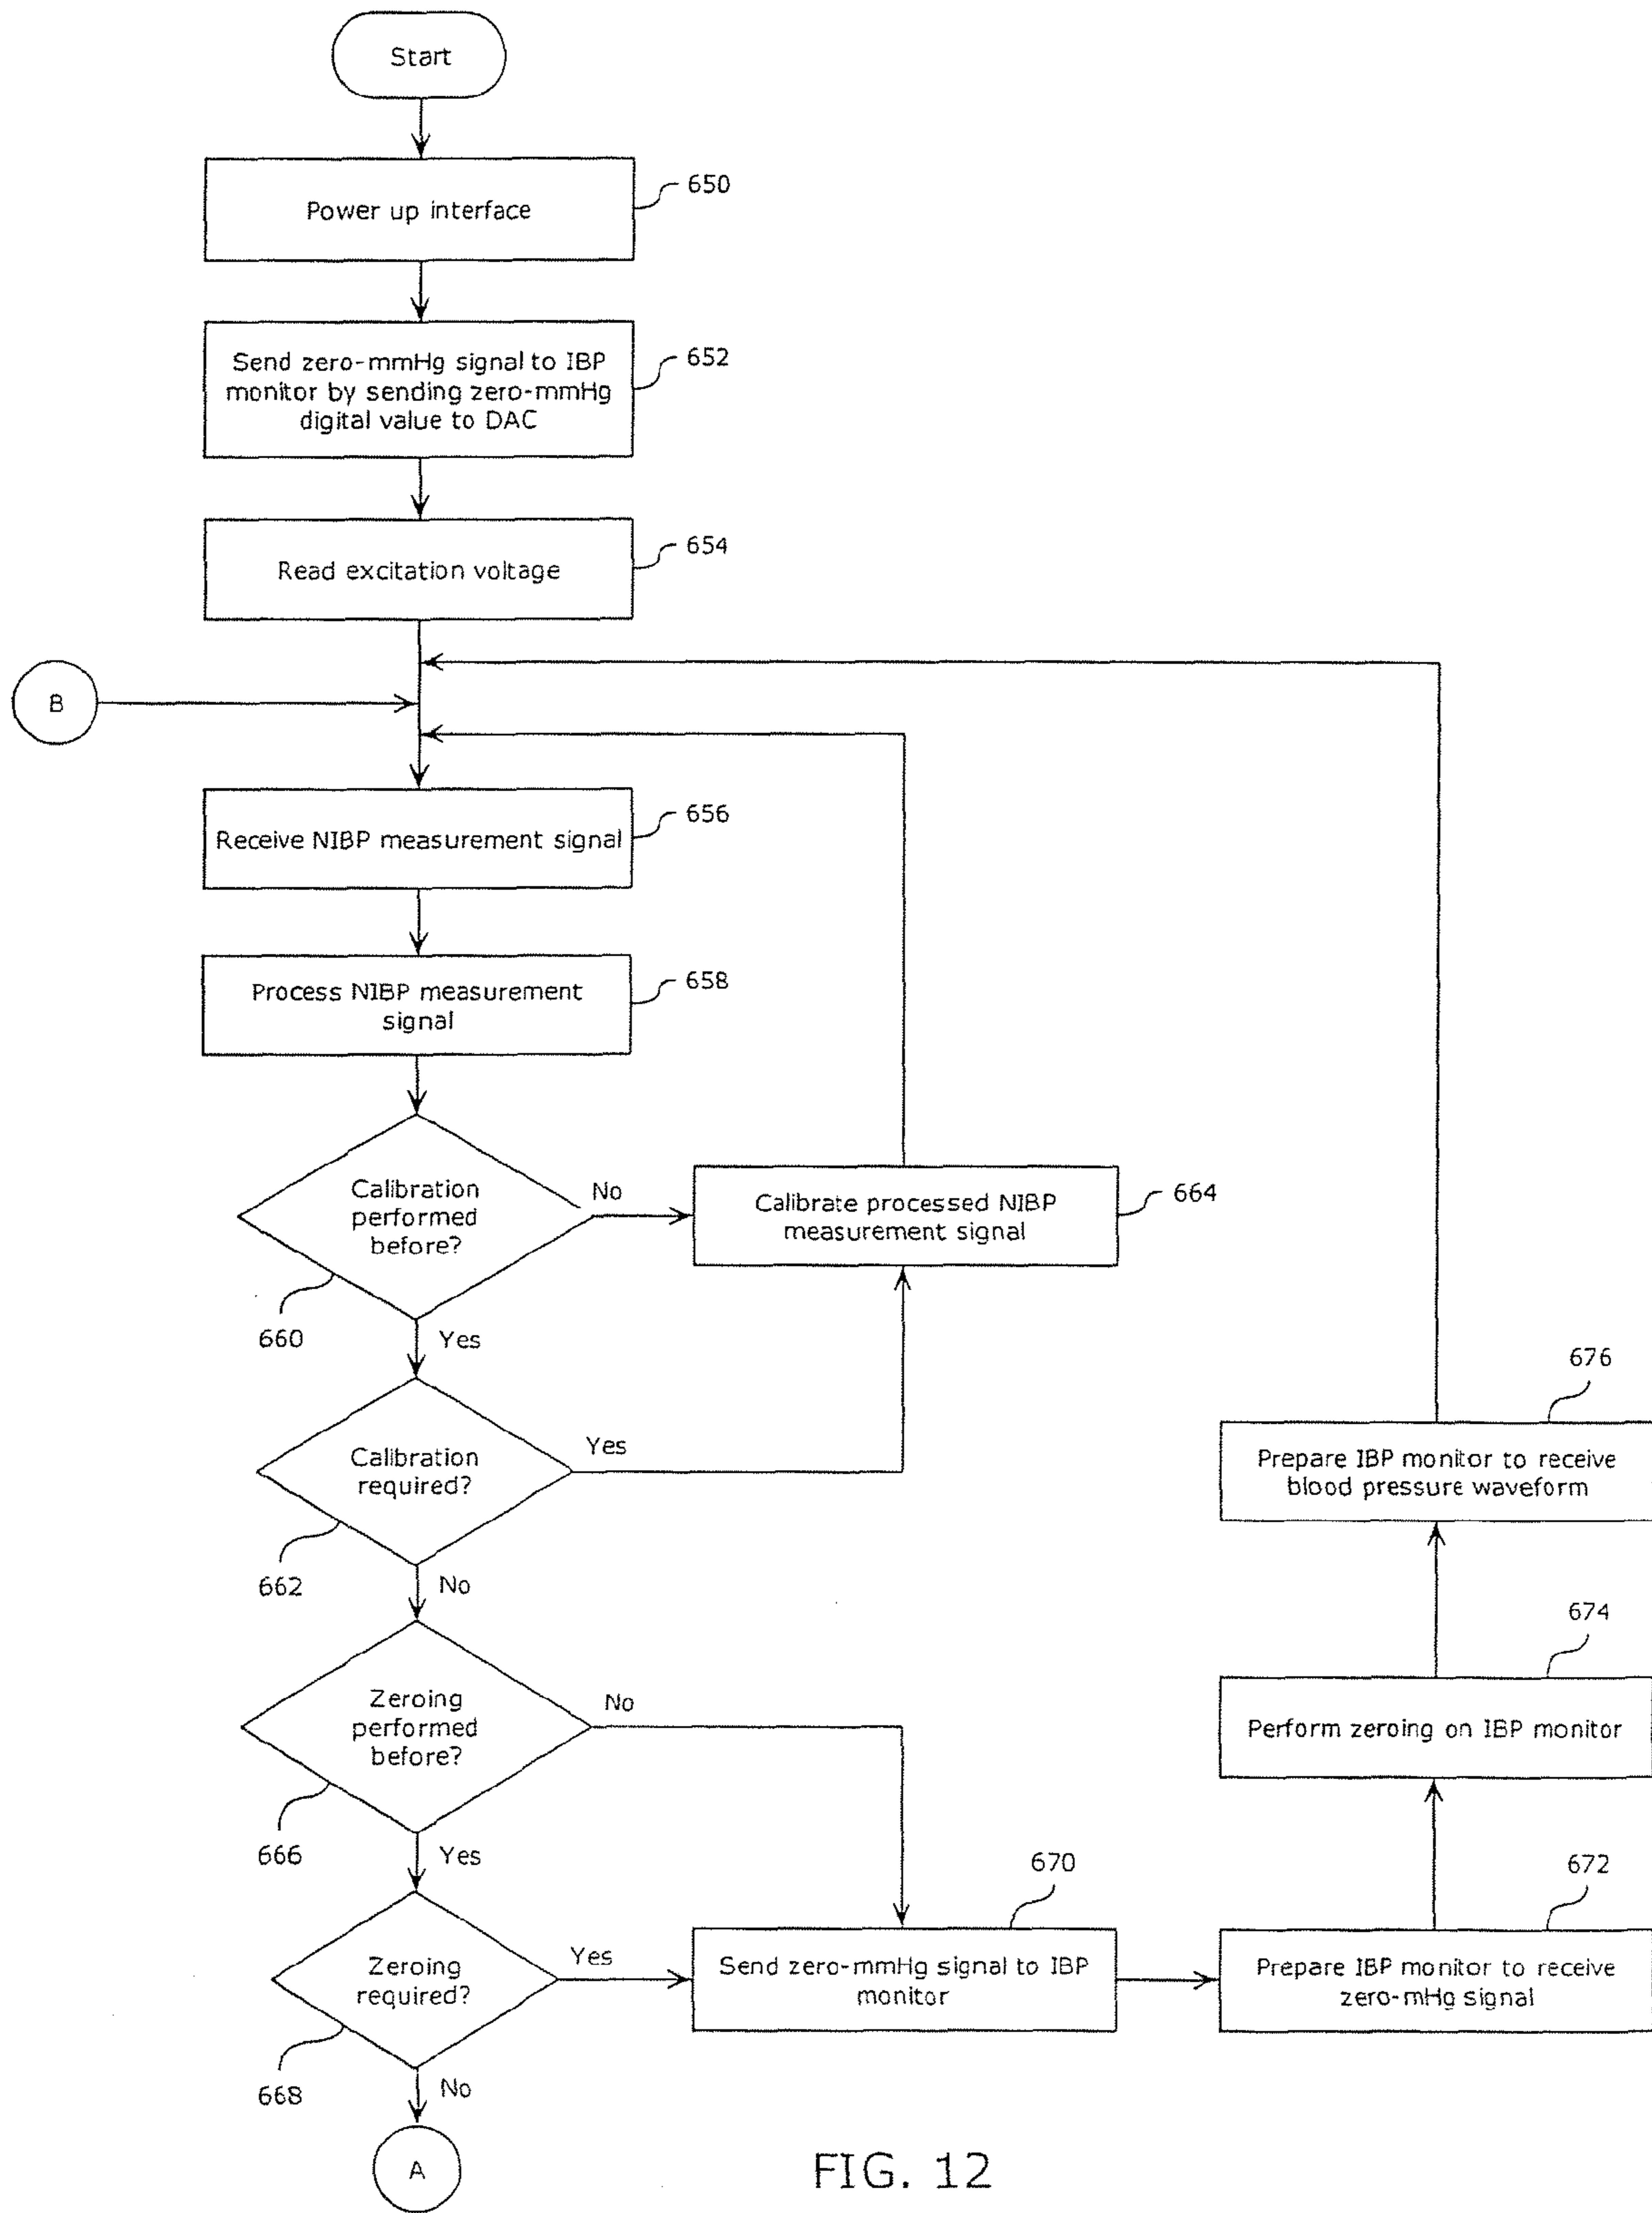 Start
Power up interface
650
Send zero-mmHg signal to IBP
monitor by sending zero-mmHg
digital value to DAC
652
Read excitation voltage
654
B
Receive NIBP measurement signal
656
Process NIBP measurement
signal
658
Calibration
performed
before?
No
660
Yes
Calibrate processed NIBP
measurement signal
664
Calibration
required?
Yes
662
No
676
Prepare IBP monitor to receive
blood pressure waveform
Zeroing
performed
before?
No
666
Yes
674
Perform zeroing on IBP monitor
Zeroing
required?
Yes
668
No
670
Send zero-mmHg signal to IBP
monitor
672
Prepare IBP monitor to receive
zero-mHg signal
A
FIG. 12